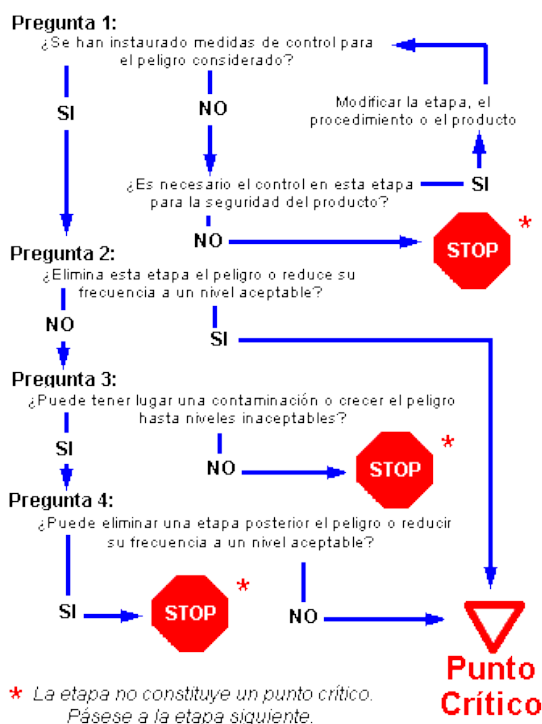 Pregunta 1:
¿Se han instaurado medidas de control para
el peligro considerado?
SI
NO
Modificar la etapa, el
procedimiento o el producto
¿Es necesario el control en esta etapa
para la seguridad del producto?
SI
NO
STOP *
Pregunta 2:
¿Elimina esta etapa el peligro o reduce su
frecuencia a un nivel aceptable?
NO
SI
Pregunta 3:
¿Puede tener lugar una contaminación o crecer el peligro
hasta niveles inaceptables?
SI
NO
STOP *
Pregunta 4:
¿Puede eliminar una etapa posterior el peligro o reducir
su frecuencia a un nivel aceptable?
SI
STOP *
NO
Punto
Crítico
* La etapa no constituye un punto crítico.
Pásese a la etapa siguiente.